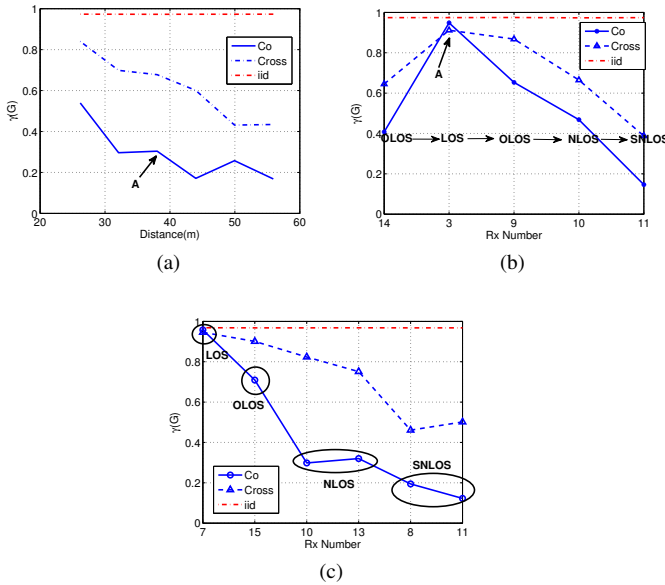 1
0.8
0.6
0.4
0.2
0
γ(G)
Co
Cross
iid
A
20 30 40 50 60
Distance(m)
(a)
1
0.8
0.6
0.4
0.2
0
γ(G)
Co
Cross
iid
A
OLOS LOS OLOS NLOS SNLOS
14 3 9 10 11
Rx Number
(b)
1
0.8
0.6
0.4
0.2
0
γ(G)
LOS
OLOS
NLOS
SNLOS
Co
Cross
iid
7 15 10 13 8 11
Rx Number
(c)